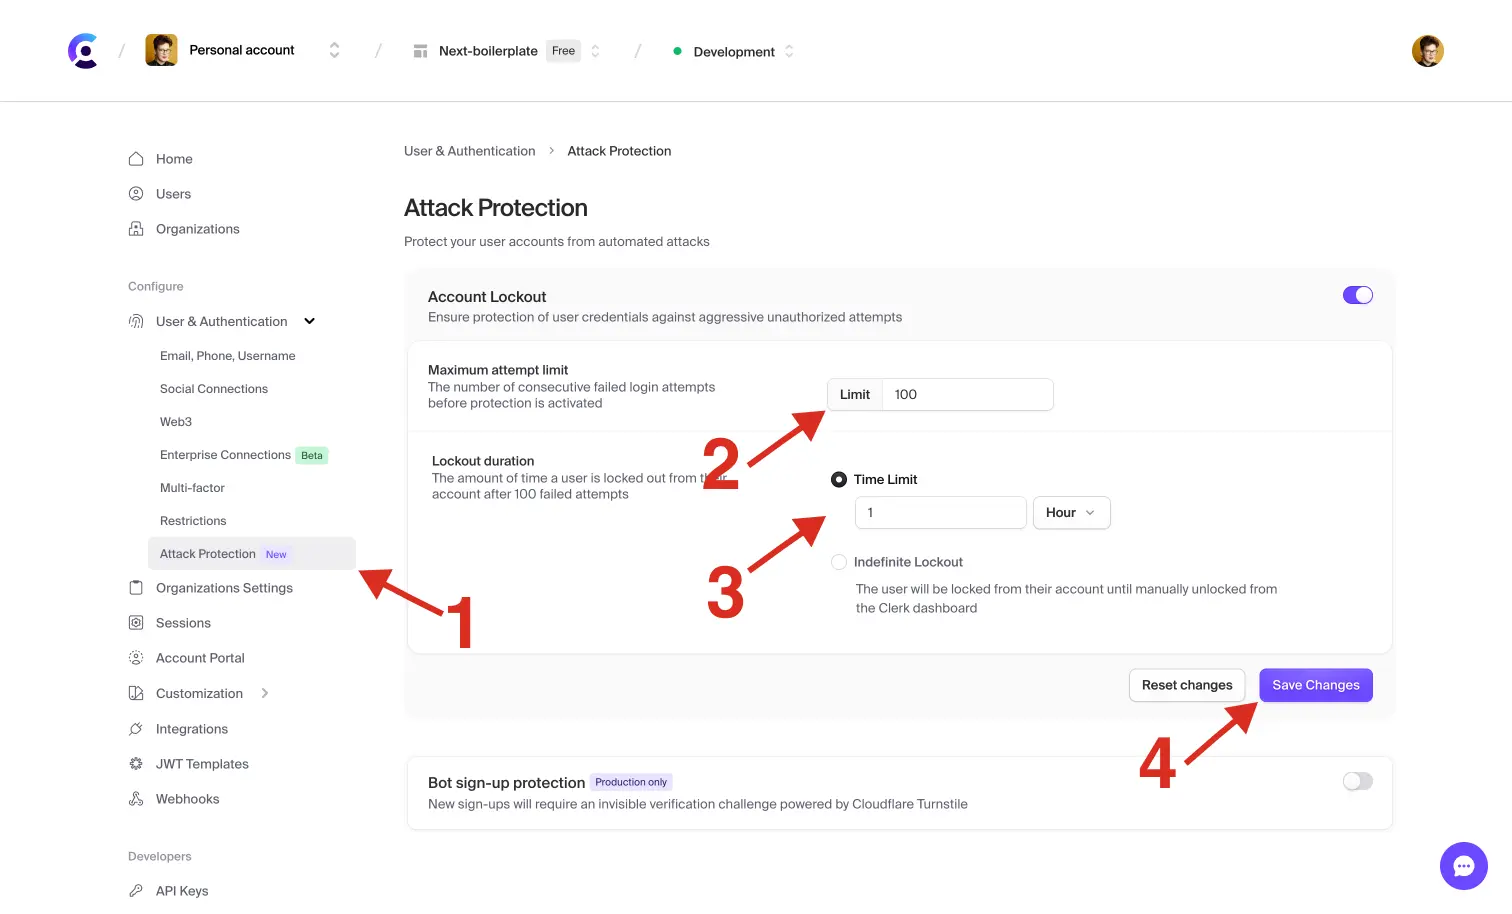 Personal account
Next-boilerplate Free
Development
Home
Users
Organizations
Configure
User & Authentication
Email, Phone, Username
Social Connections
Web3
Enterprise Connections Beta
Multi-factor
Restrictions
Attack Protection New
Organizations Settings
Sessions
Account Portal
Customization
Integrations
JWT Templates
Webhooks
Developers
API Keys
User & Authentication > Attack Protection
Attack Protection
Protect your user accounts from automated attacks
Account Lockout
Ensure protection of user credentials against aggressive unauthorized attempts
Maximum attempt limit
The number of consecutive failed login attempts
before protection is activated
Limit 100
Lockout duration
The amount of time a user is locked out from their
account after 100 failed attempts
Time Limit
1 Hour
Indefinite Lockout
The user will be locked from their account until manually unlocked from
the Clerk dashboard
Reset changes Save Changes
Bot sign-up protection Production only
New sign-ups will require an invisible verification challenge powered by Cloudflare Turnstile
1
2
3
4